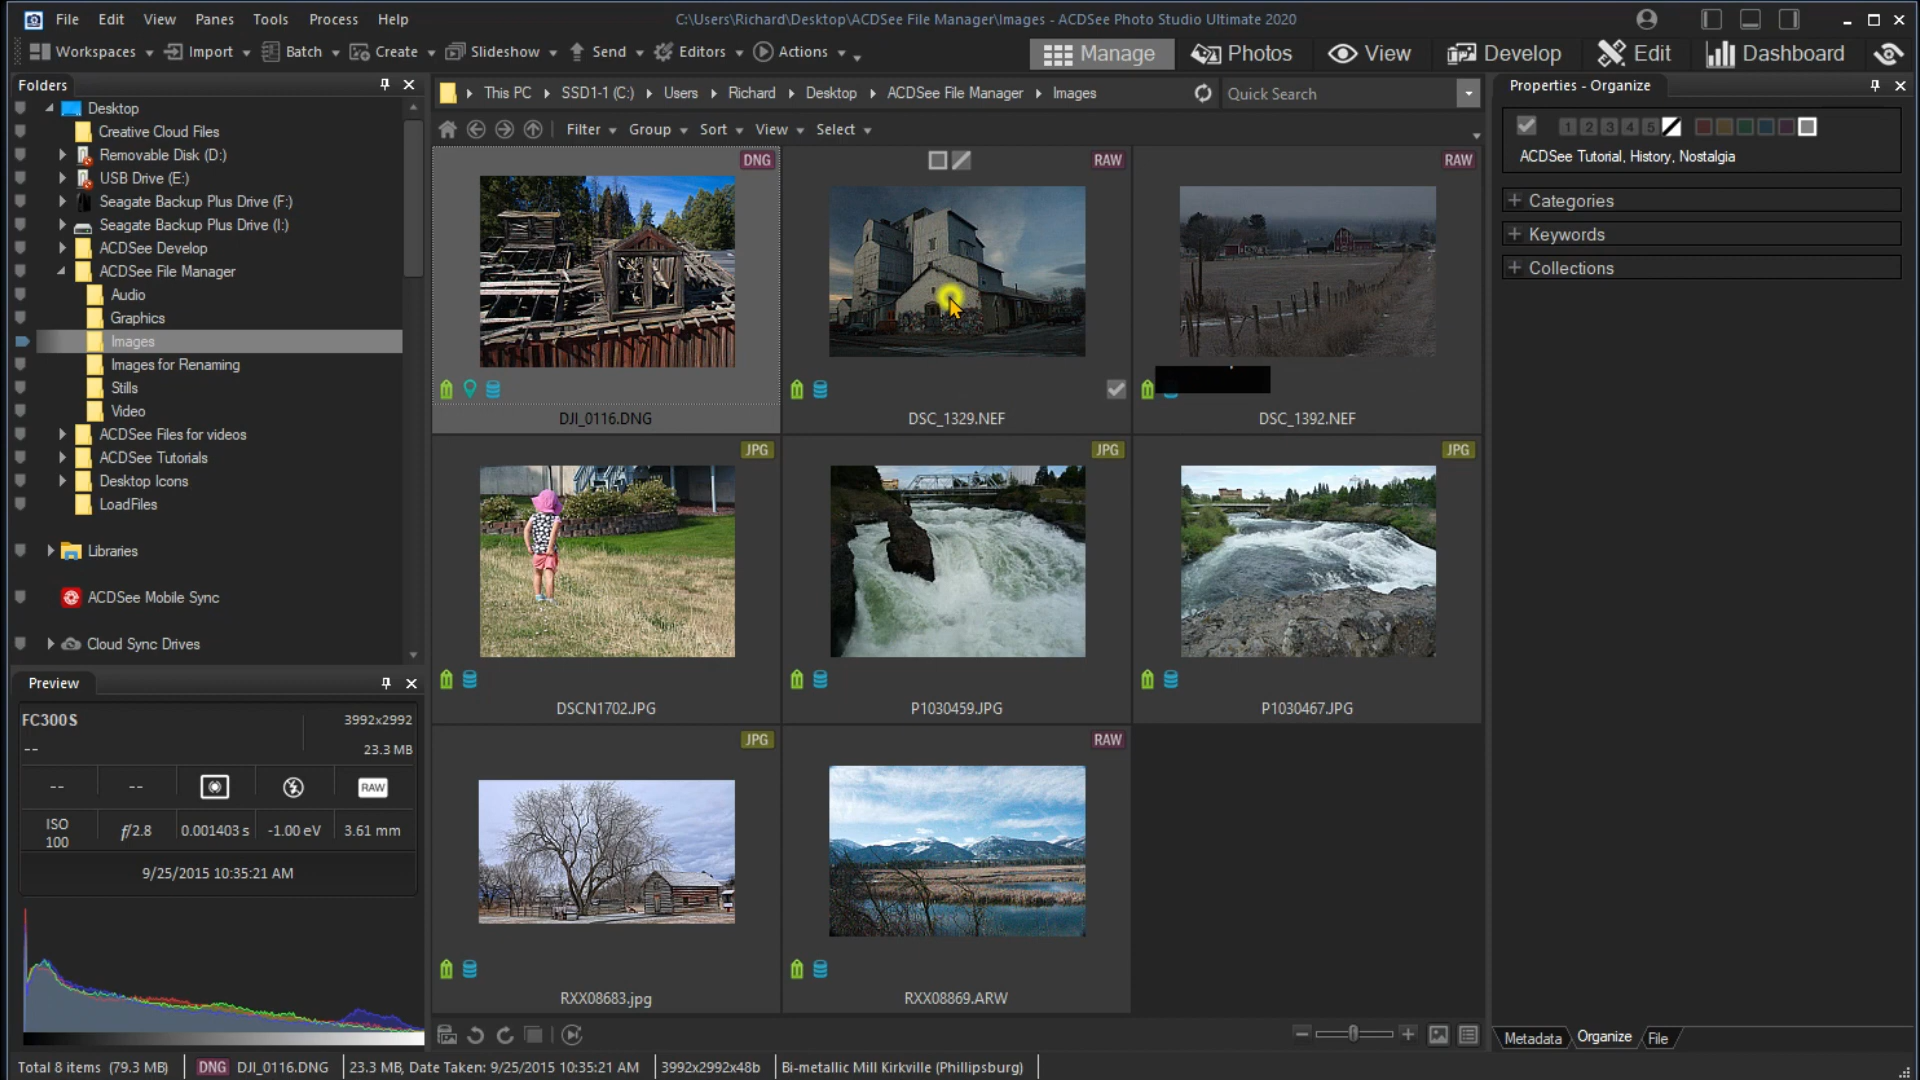 File Edit View Panes Tools Process Help
C:\Users\Richard\Desktop\ACDSee File Manager\Images - ACDSee Photo Studio Ultimate 2020
Workspaces Import Batch Create Slideshow Send Editors Actions
Manage Photos View Develop Edit Dashboard
Folders
Desktop
Creative Cloud Files
Removable Disk (D:)
USB Drive (E:)
Seagate Backup Plus Drive (F:)
Seagate Backup Plus Drive (I:)
ACDSee Develop
ACDSee File Manager
Audio
Graphics
Images
Images for Renaming
Stills
Video
ACDSee Files for videos
ACDSee Tutorials
Desktop Icons
LoadFiles
Libraries
ACDSee Mobile Sync
Cloud Sync Drives
Preview
FC300S 3992x2992
-- 23.3 MB
-- -- RAW
ISO 100 f/2.8 0.001403 s -1.00 eV 3.61 mm
9/25/2015 10:35:21 AM
This PC SSD1-1 (C:) Users Richard Desktop ACDSee File Manager Images
Quick Search
Filter Group Sort View Select
DNG RAW RAW
DJI_0116.DNG DSC_1329.NEF DSC_1392.NEF
JPG JPG JPG
DSCN1702.JPG P1030459.JPG P1030467.JPG
JPG RAW
RXX08683.jpg RXX08869.ARW
Properties - Organize
1 2 3 4 5
ACDSee Tutorial, History, Nostalgia
Categories
Keywords
Collections
Metadata Organize File
Total 8 items (79.3 MB) DNG DJI_0116.DNG 23.3 MB, Date Taken: 9/25/2015 10:35:21 AM 3992x2992x48b Bi-metallic Mill Kirkville (Phillipsburg)